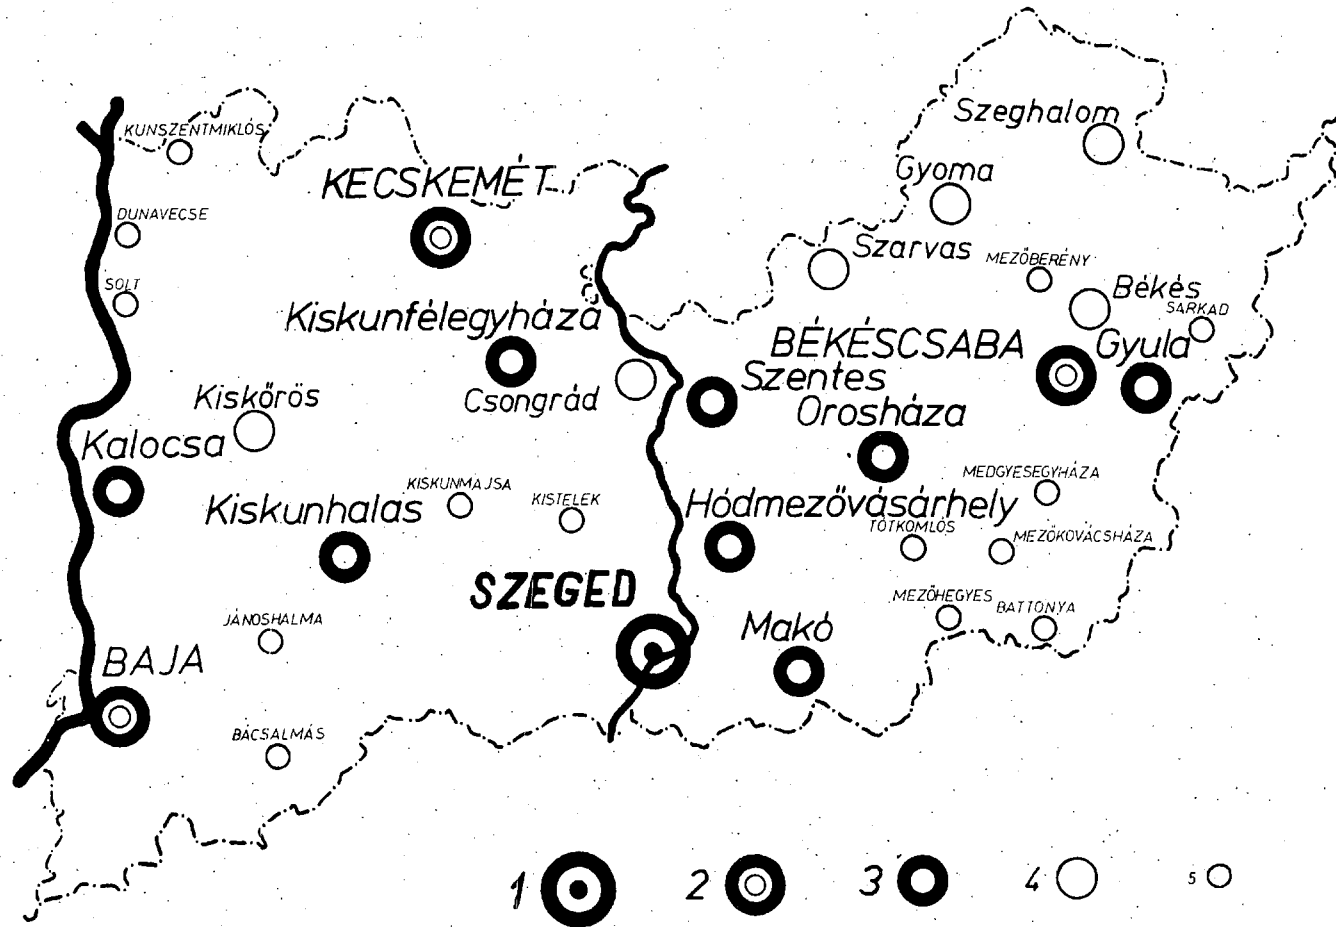 KUNSZENTMIKLÓS
Szeghalom
KECSKEMÉT
Gyoma
DUNAVECSE
Szarvas
MEZŐBERÉNY
SOLT
Békés
SARKAD
Kiskunfélegyháza
BÉKÉSCSABA
Gyula
Szentes
Kiskőrös
Csongrád
Orosháza
Kalocsa
KISKUNMAJSA
KISTELEK
MEDGYESEGYHÁZA
Kiskunhalas
Hódmezővásárhely
TÓTKOMLÓS
MEZŐKOVÁCSHÁZA
SZEGED
MEZŐHEGYES
BATTONYA
JÁNOSHALMA
Makó
BAJA
BÁCSALMÁS
1 2 3 4 5